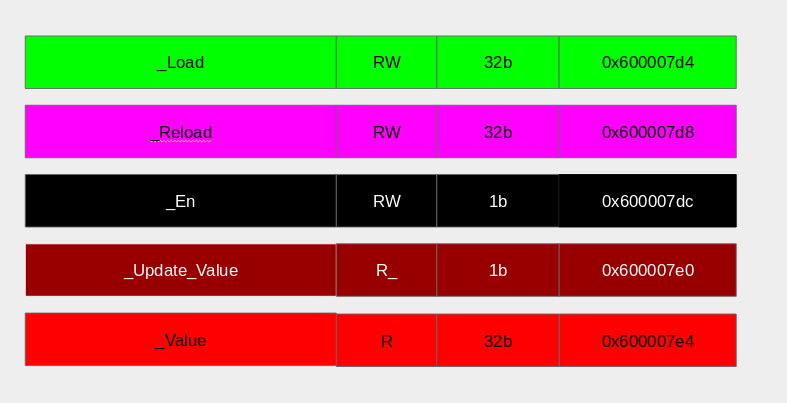 _Load RW 32b 0x600007d4
_Reload RW 32b 0x600007d8
_En RW 1b 0x600007dc
_Update_Value R_ 1b 0x600007e0
_Value R 32b 0x600007e4